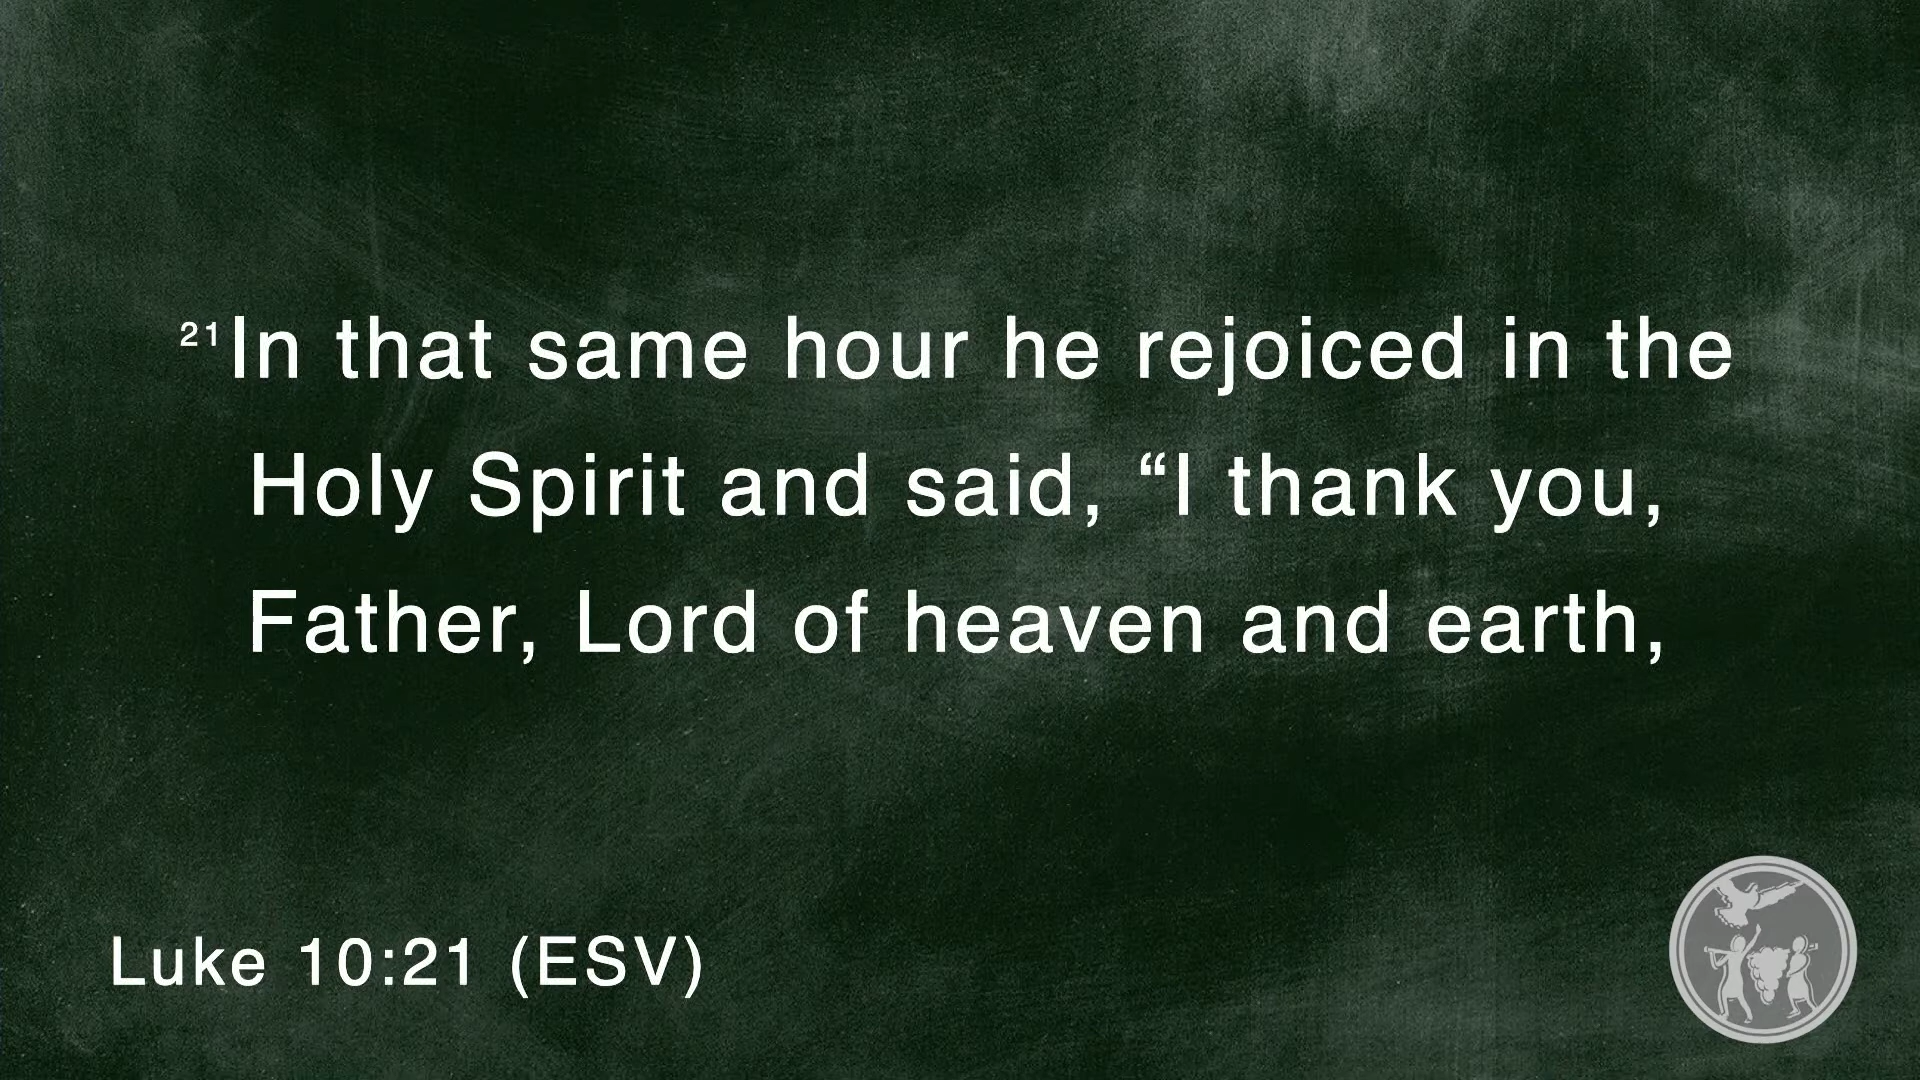 21In that same hour he rejoiced in the
Holy Spirit and said, “I thank you,
Father, Lord of heaven and earth,
Luke 10:21 (ESV)